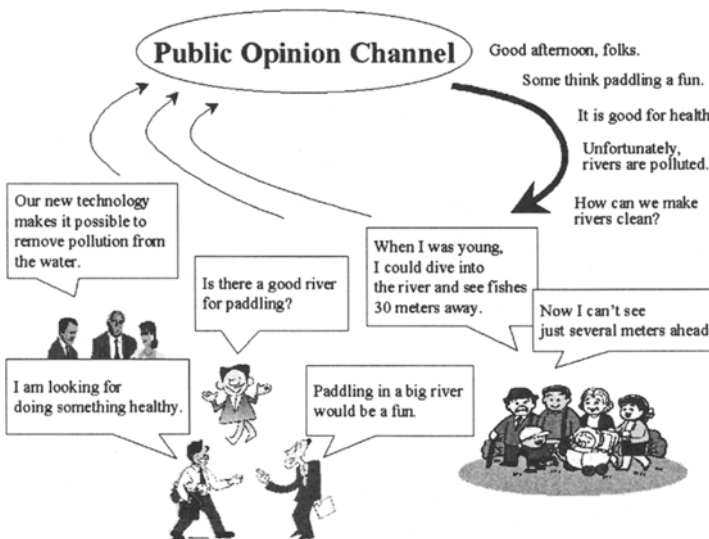 Public Opinion Channel
Good afternoon, folks.
Some think paddling a fun.
It is good for health
Unfortunately,
rivers are polluted.
How can we make
rivers clean?
Our new technology
makes it possible to
remove pollution from
the water.
Is there a good river
for paddling?
When I was young,
I could dive into
the river and see fishes
30 meters away.
Now I can't see
just several meters ahead
I am looking for
doing something healthy.
Paddling in a big river
would be a fun.